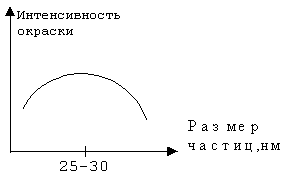 Интенсивность
окраски
Размер
частиц,нм
25-30